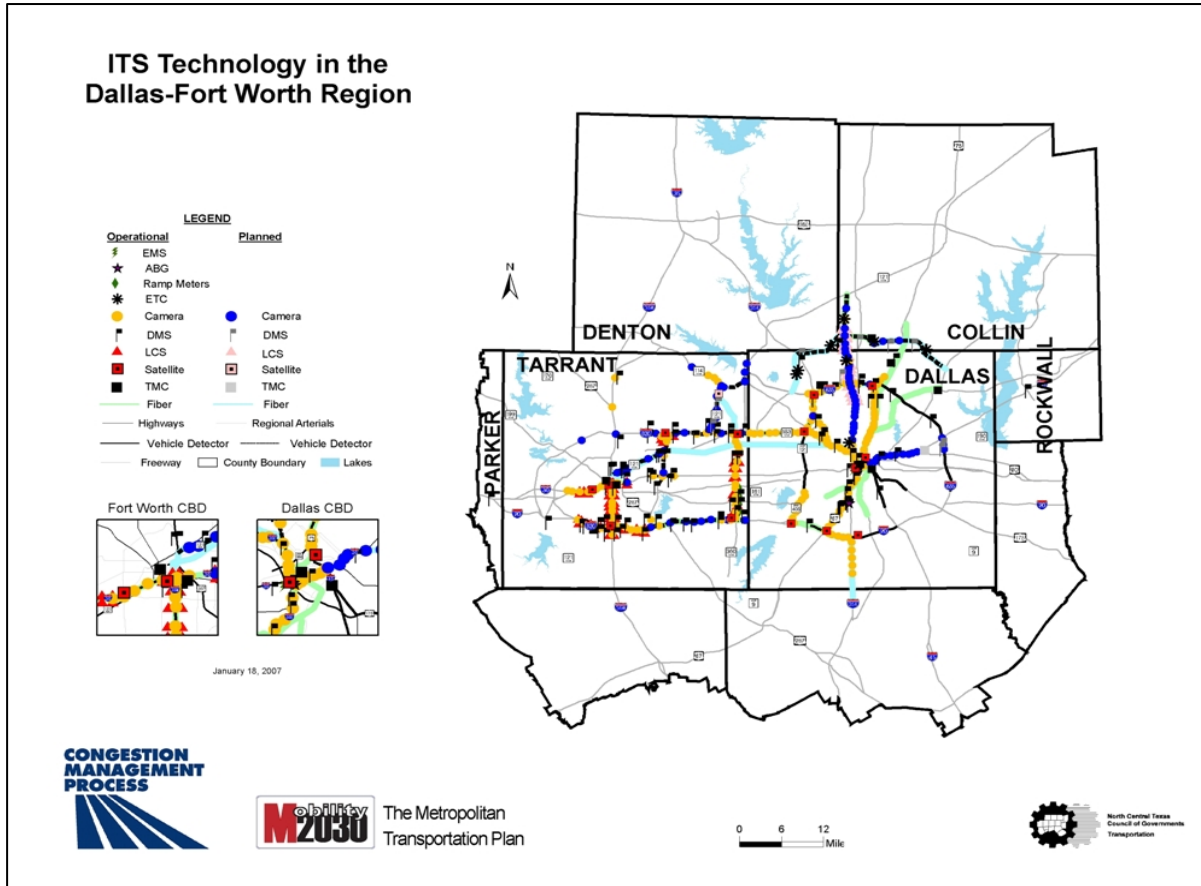 ITS Technology in the
Dallas-Fort Worth Region
LEGEND
Operational Planned
EMS
ABG
Ramp Meters
ETC
Camera Camera
DMS DMS
LCS LCS
Satellite Satellite
TMC TMC
Fiber Fiber
Highways Regional Arterials
Vehicle Detector Vehicle Detector
Freeway County Boundary Lakes
Fort Worth CBD Dallas CBD
January 18, 2007
N
DENTON
COLLIN
TARRANT
DALLAS
ROCKWALL
PARKER
CONGESTION
MANAGEMENT
PROCESS
Mobility
2030
The Metropolitan
Transportation Plan
0 6 12
Mile
North Central Texas
Council of Governments
Transportation